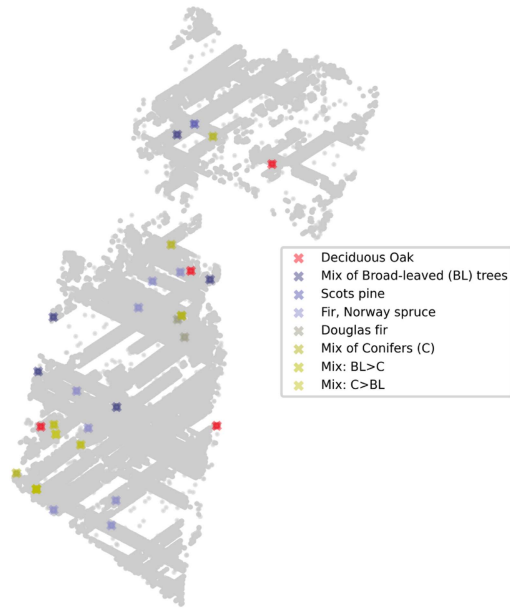 Deciduous Oak
Mix of Broad-leaved (BL) trees
Scots pine
Fir, Norway spruce
Douglas fir
Mix of Conifers (C)
Mix: BL>C
Mix: C>BL